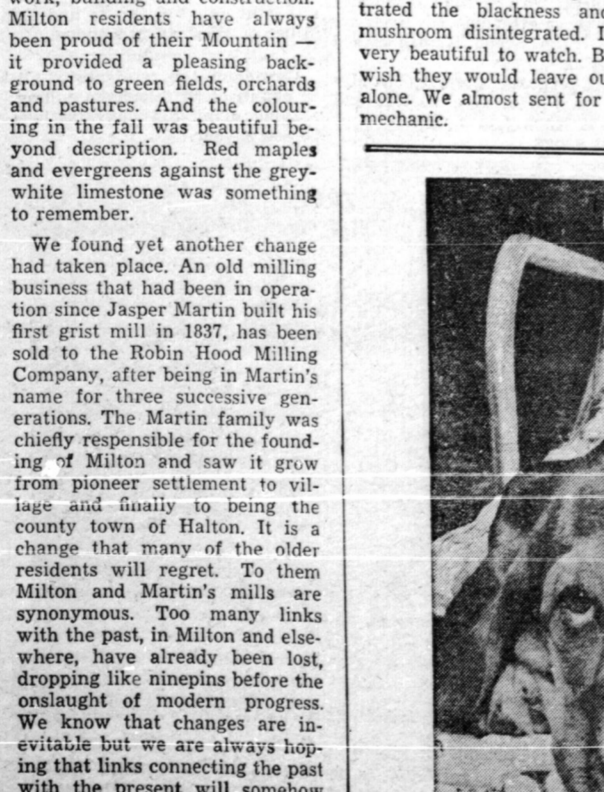 work, building and construction.
Milton residents have always
been proud of their Mountain —
it provided a pleasing back-
ground to green fields, orchards
and pastures. And the colour-
ing in the fall was beautiful be-
yond description. Red maples
and evergreens against the grey-
white limestone was something
to remember.
We found yet another change
had taken place. An old milling
business that had been in opera-
tion since Jasper Martin built his
first grist mill in 1837, has been
sold to the Robin Hood Milling
Company, after being in Martin's
name for three successive gen-
erations. The Martin family was
chiefly respensible for the found-
ing of Milton and saw it grow
from pioneer settlement to vil-
lage and finally to being the
county town of Halton. It is a
change that many of the older
residents will regret. To them
Milton and Martin's mills are
synonymous. Too many links
with the past, in Milton and else-
where, have already been lost,
dropping like ninepins before the
onslaught of modern progress.
We know that changes are in-
evitable but we are always hop-
ing that links connecting the past
with the present will somehow
trated the blackness and
mushroom disintegrated. I
very beautiful to watch. B
wish they would leave ou
alone. We almost sent for
mechanic.